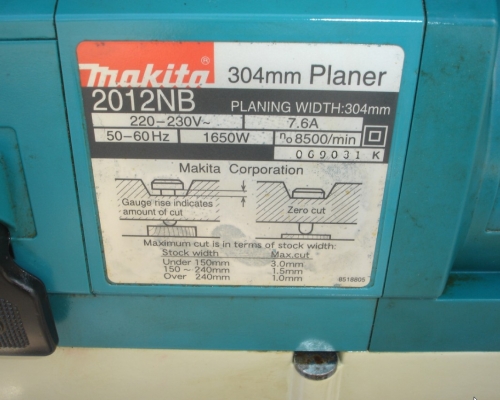 makita® 304mm Planer
2012NB PLANING WIDTH:304mm
220-230V~ 7.6A
50-60Hz 1650W no8500/min
069031 K
Makita Corporation
Gauge rise indicates
amount of cut
Zero cut
Maximum cut is in terms of stock width:
Stock width Max.cut
Under 150mm 3.0mm
150 ~ 240mm 1.5mm
Over 240mm 1.0mm